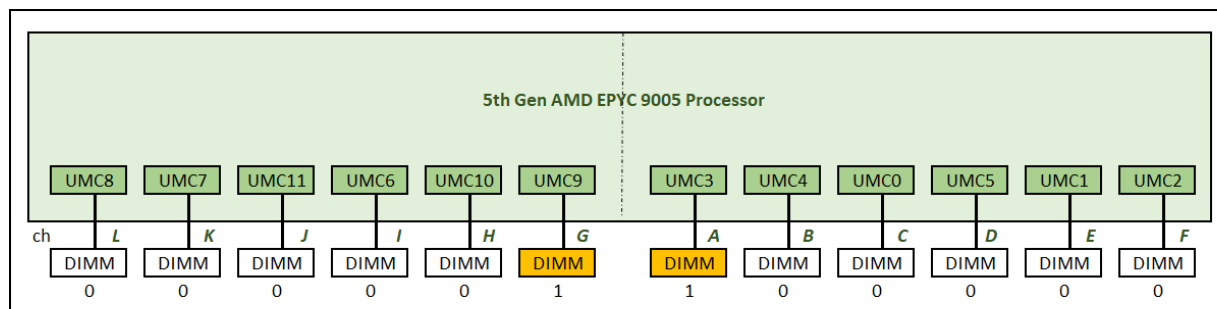 5th Gen AMD EPYC 9005 Processor
UMC8 UMC7 UMC11 UMC6 UMC10 UMC9 UMC3 UMC4 UMC0 UMC5 UMC1 UMC2
ch L K J I H G A B C D E F
DIMM DIMM DIMM DIMM DIMM DIMM DIMM DIMM DIMM DIMM DIMM DIMM
0 0 0 0 0 1 1 0 0 0 0 0